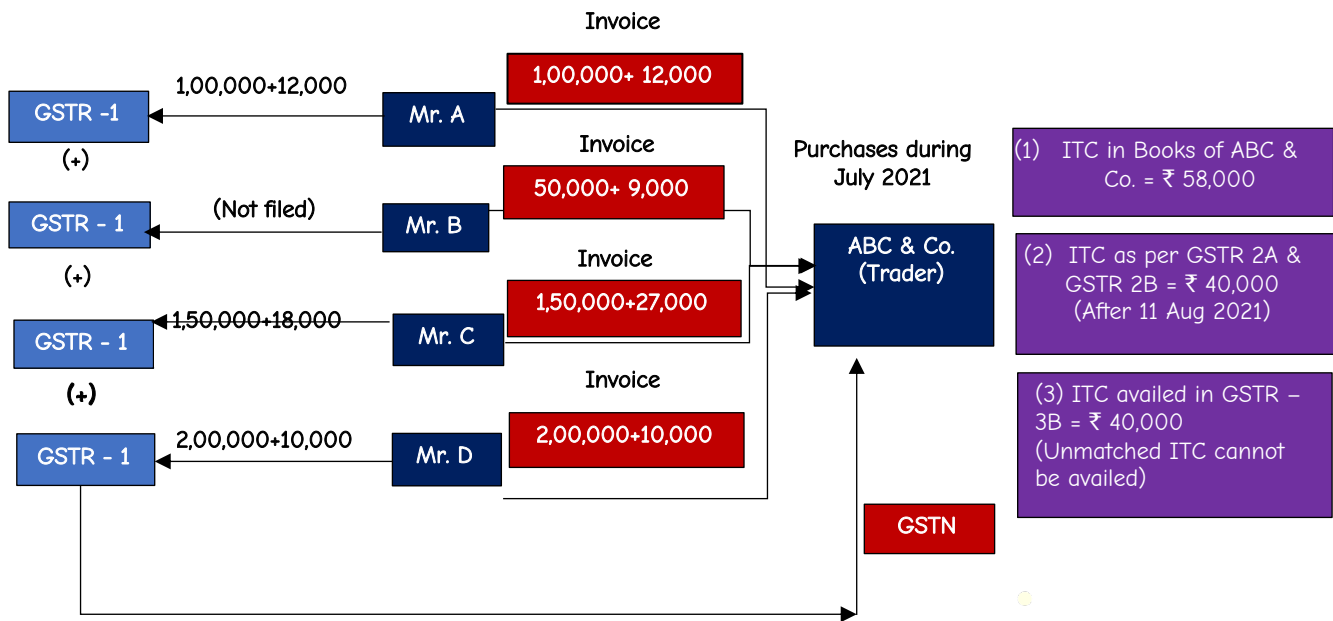 Invoice
1,00,000+12,000
1,00,000+ 12,000
GSTR -1
Mr. A
(+)
Invoice
50,000+ 9,000
(Not filed)
GSTR - 1
Mr. B
(+)
Invoice
1,50,000+27,000
1,50,000+18,000
GSTR - 1
Mr. C
(+)
Invoice
2,00,000+10,000
2,00,000+10,000
GSTR - 1
Mr. D
Purchases during
July 2021
ABC & Co.
(Trader)
GSTN
(1) ITC in Books of ABC &
Co. = ₹ 58,000
(2) ITC as per GSTR 2A &
GSTR 2B = ₹ 40,000
(After 11 Aug 2021)
(3) ITC availed in GSTR –
3B = ₹ 40,000
(Unmatched ITC cannot
be availed)